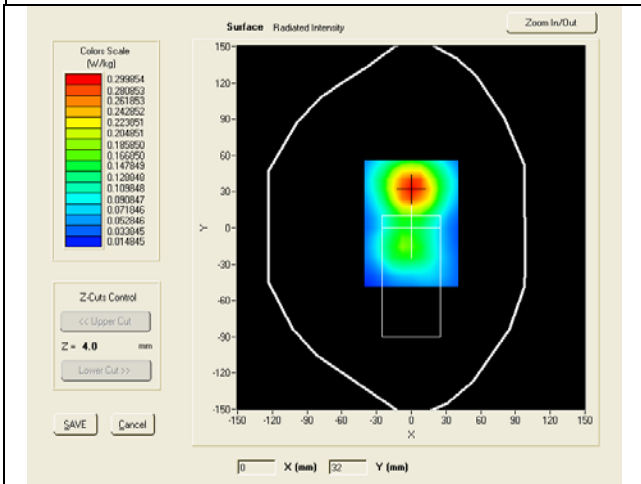 Surface Radiated Intensity
Zoom In/Out
Colors Scale
(W/kg)
0.299854
0.280853
0.261853
0.242852
0.223851
0.204851
0.185850
0.166850
0.147849
0.128848
0.109848
0.090847
0.071846
0.052846
0.033845
0.014845
Z-Cuts Control
<< Upper Cut
Z = 4.0 mm
Lower Cut >>
SAVE
Cancel
150
120
90
60
30
0
-30
-60
-90
-120
-150
Y
-150 -120 -90 -60 -30 0 30 60 90 120 150
X
0 X (mm) 32 Y (mm)